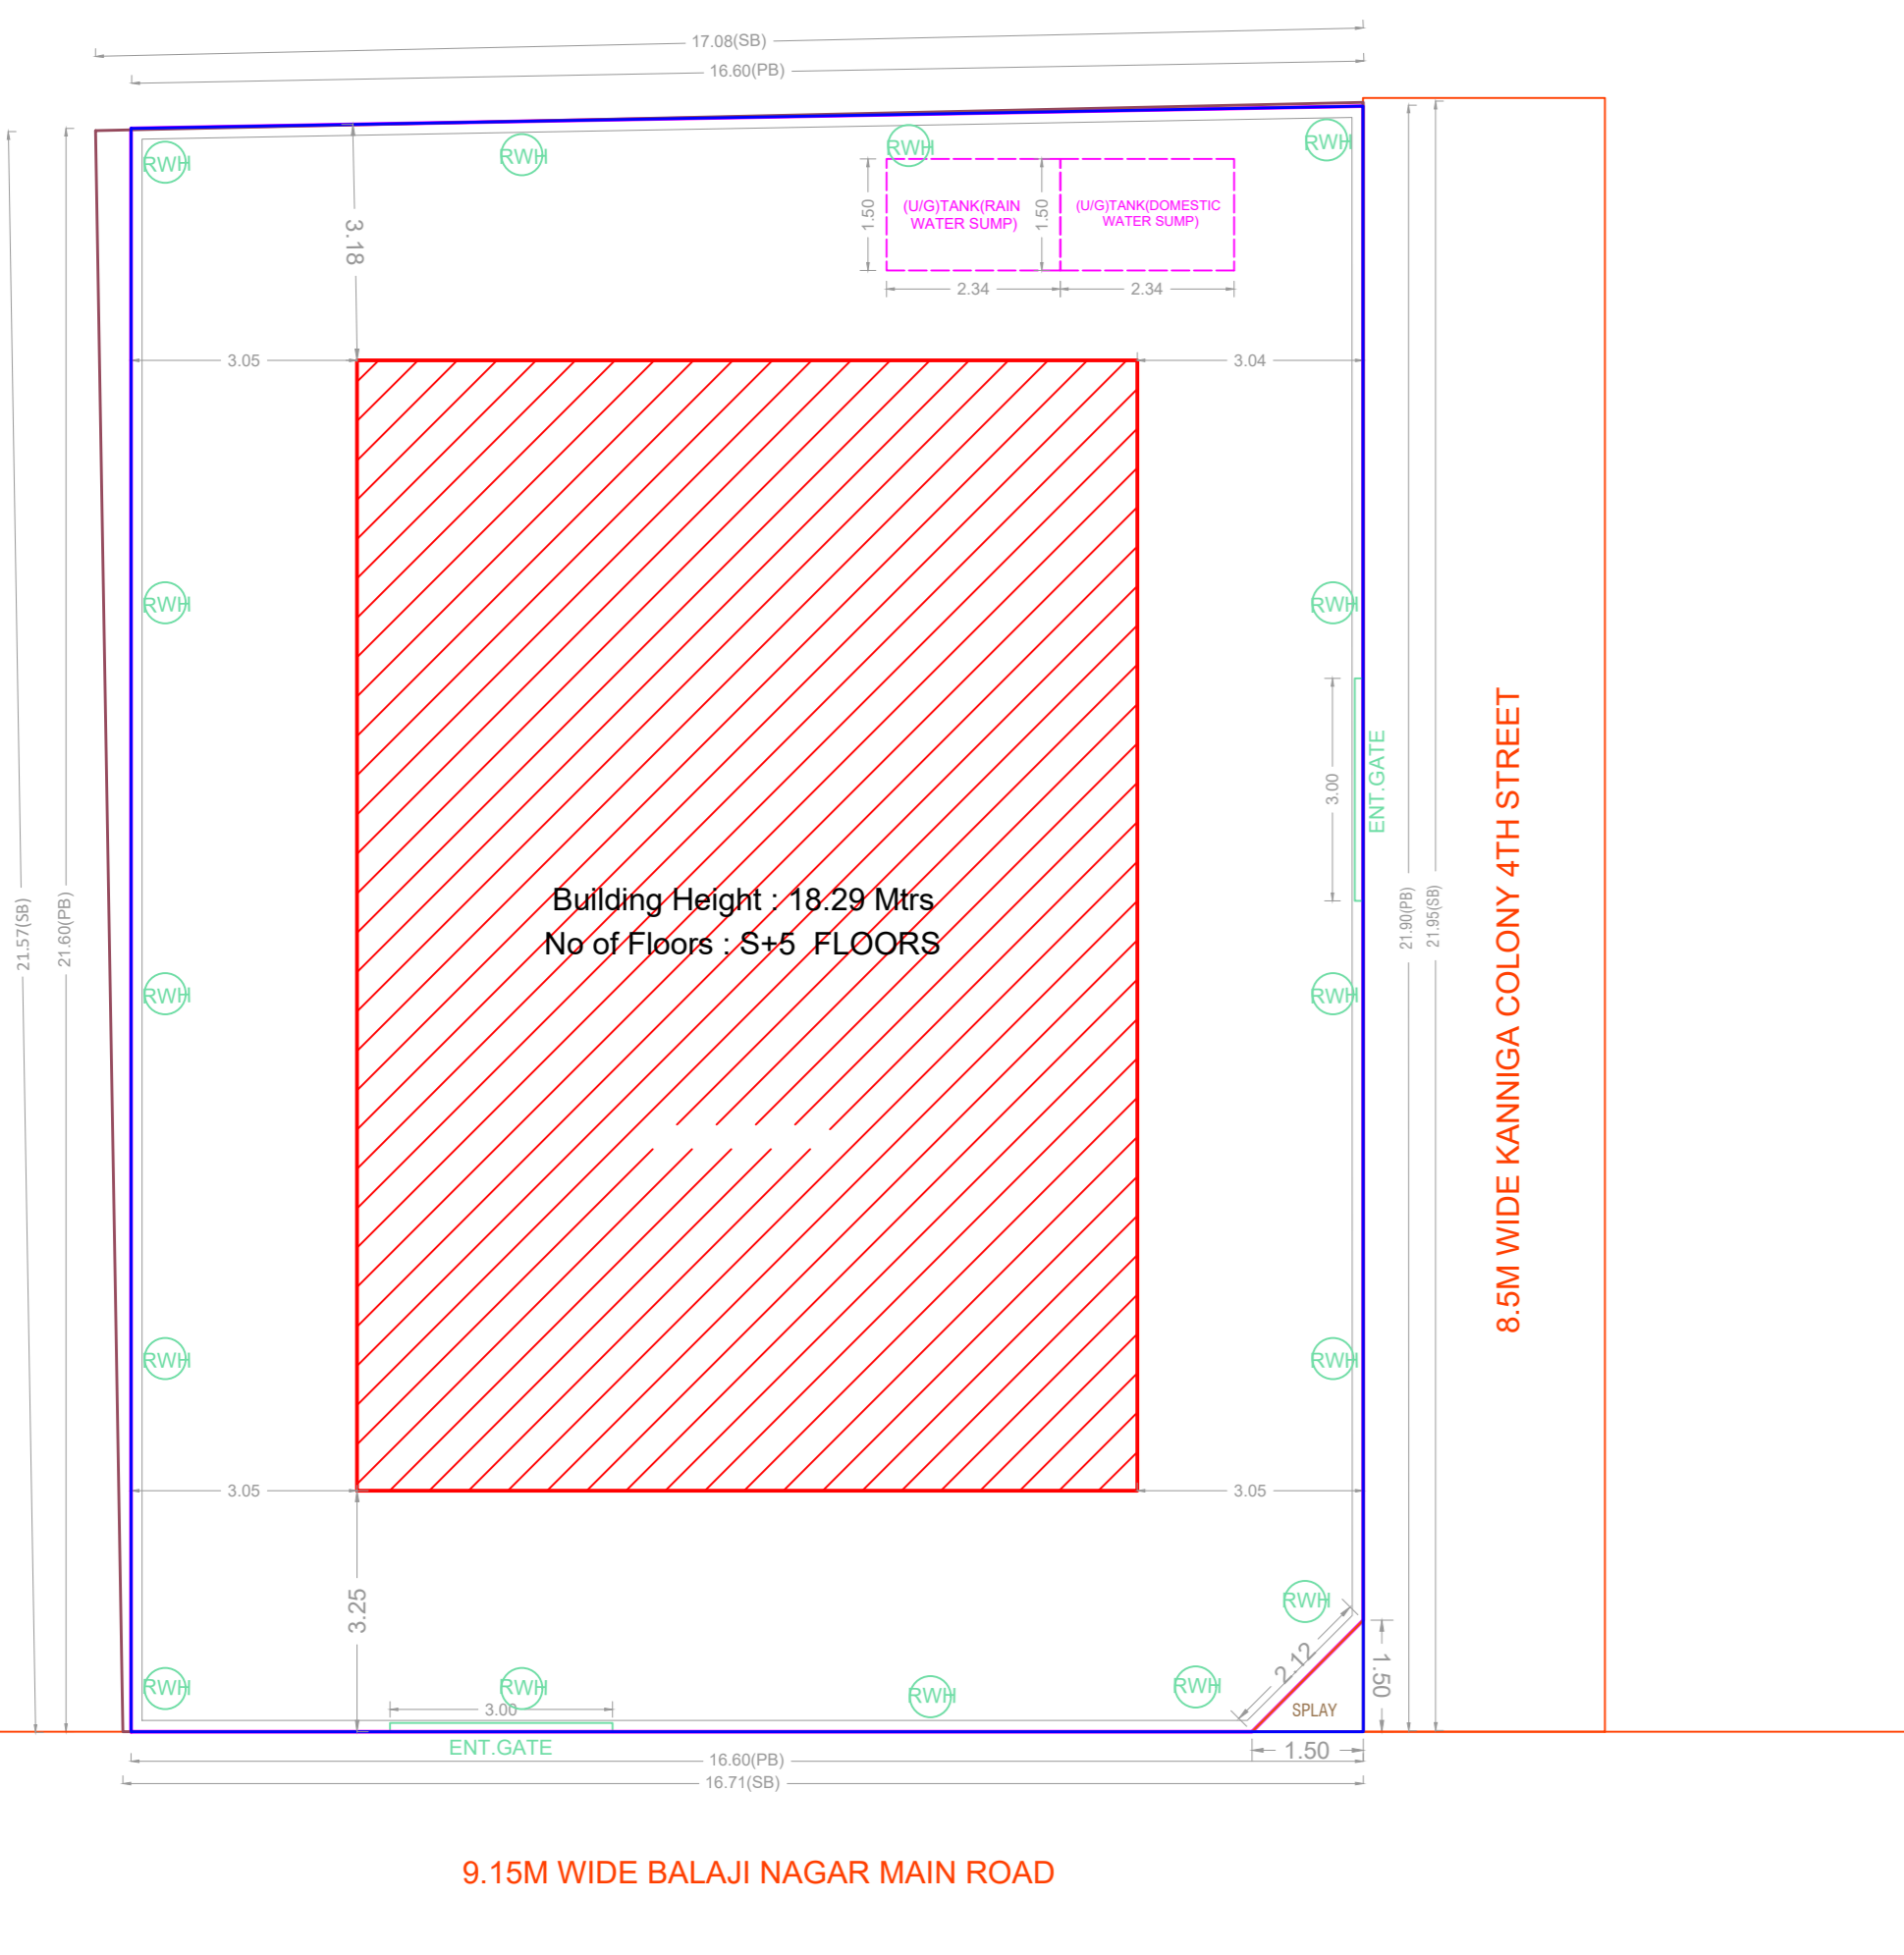 17.08(SB)
16.60(PB)
RWH
RWH
RWH
RWH
3.18
1.50
(U/G)TANK(RAIN
WATER SUMP)
1.50
(U/G)TANK(DOMESTIC
WATER SUMP)
2.34
2.34
3.05
3.04
RWH
RWH
3.00
ENT.GATE
8.5M WIDE KANNIGA COLONY 4TH STREET
Building Height : 18.29 Mtrs
No of Floors : S+5 FLOORS
21.57(SB)
21.60(PB)
21.90(PB)
21.95(SB)
RWH
RWH
RWH
RWH
3.05
3.05
3.25
RWH
2.12
1.50
SPLAY
RWH
RWH
RWH
RWH
3.00
ENT.GATE
1.50
16.60(PB)
16.71(SB)
9.15M WIDE BALAJI NAGAR MAIN ROAD